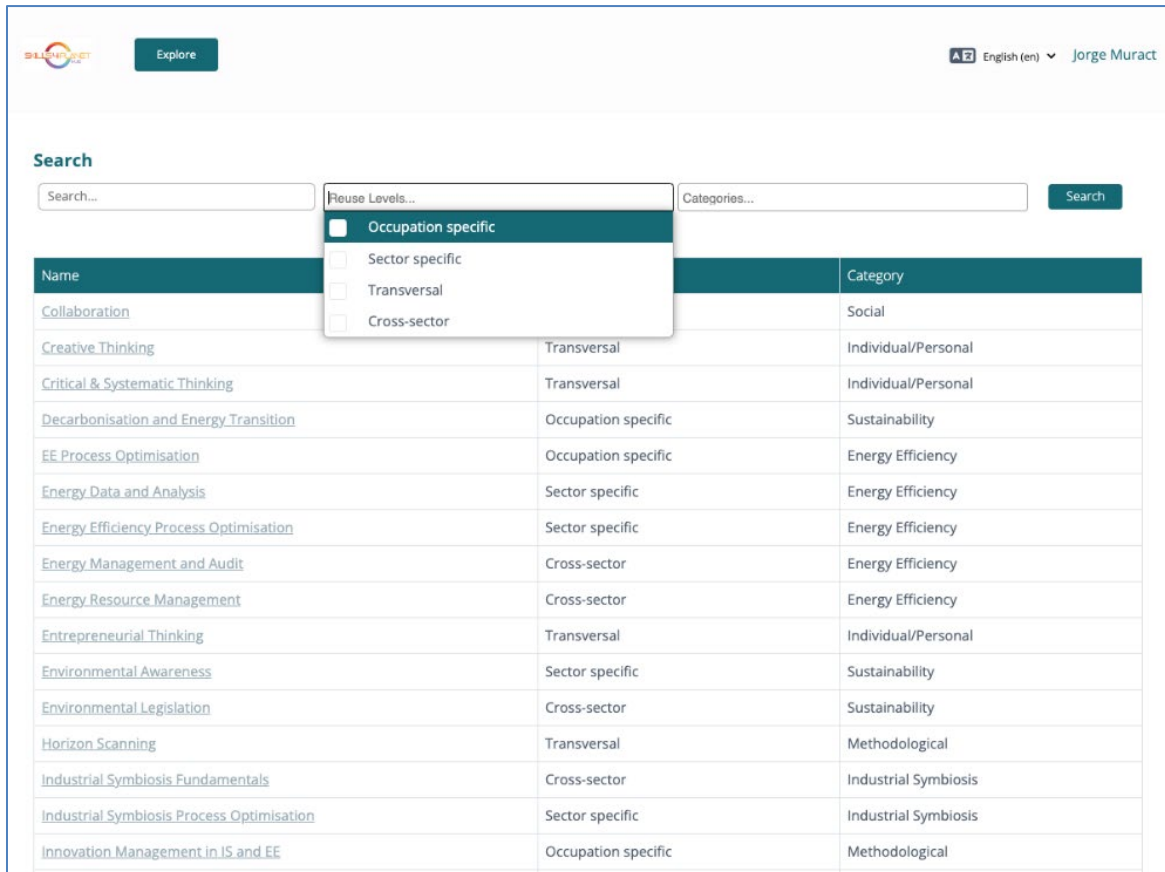 SKILLS4PLANET
Explore
AZ English (en) Jorge Muract
Search
Search... Reuse Levels... Categories... Search
Occupation specific
Sector specific
Transversal
Cross-sector
Name Category
Collaboration Social
Creative Thinking Transversal Individual/Personal
Critical & Systematic Thinking Transversal Individual/Personal
Decarbonisation and Energy Transition Occupation specific Sustainability
EE Process Optimisation Occupation specific Energy Efficiency
Energy Data and Analysis Sector specific Energy Efficiency
Energy Efficiency Process Optimisation Sector specific Energy Efficiency
Energy Management and Audit Cross-sector Energy Efficiency
Energy Resource Management Cross-sector Energy Efficiency
Entrepreneurial Thinking Transversal Individual/Personal
Environmental Awareness Sector specific Sustainability
Environmental Legislation Cross-sector Sustainability
Horizon Scanning Transversal Methodological
Industrial Symbiosis Fundamentals Cross-sector Industrial Symbiosis
Industrial Symbiosis Process Optimisation Sector specific Industrial Symbiosis
Innovation Management in IS and EE Occupation specific Methodological